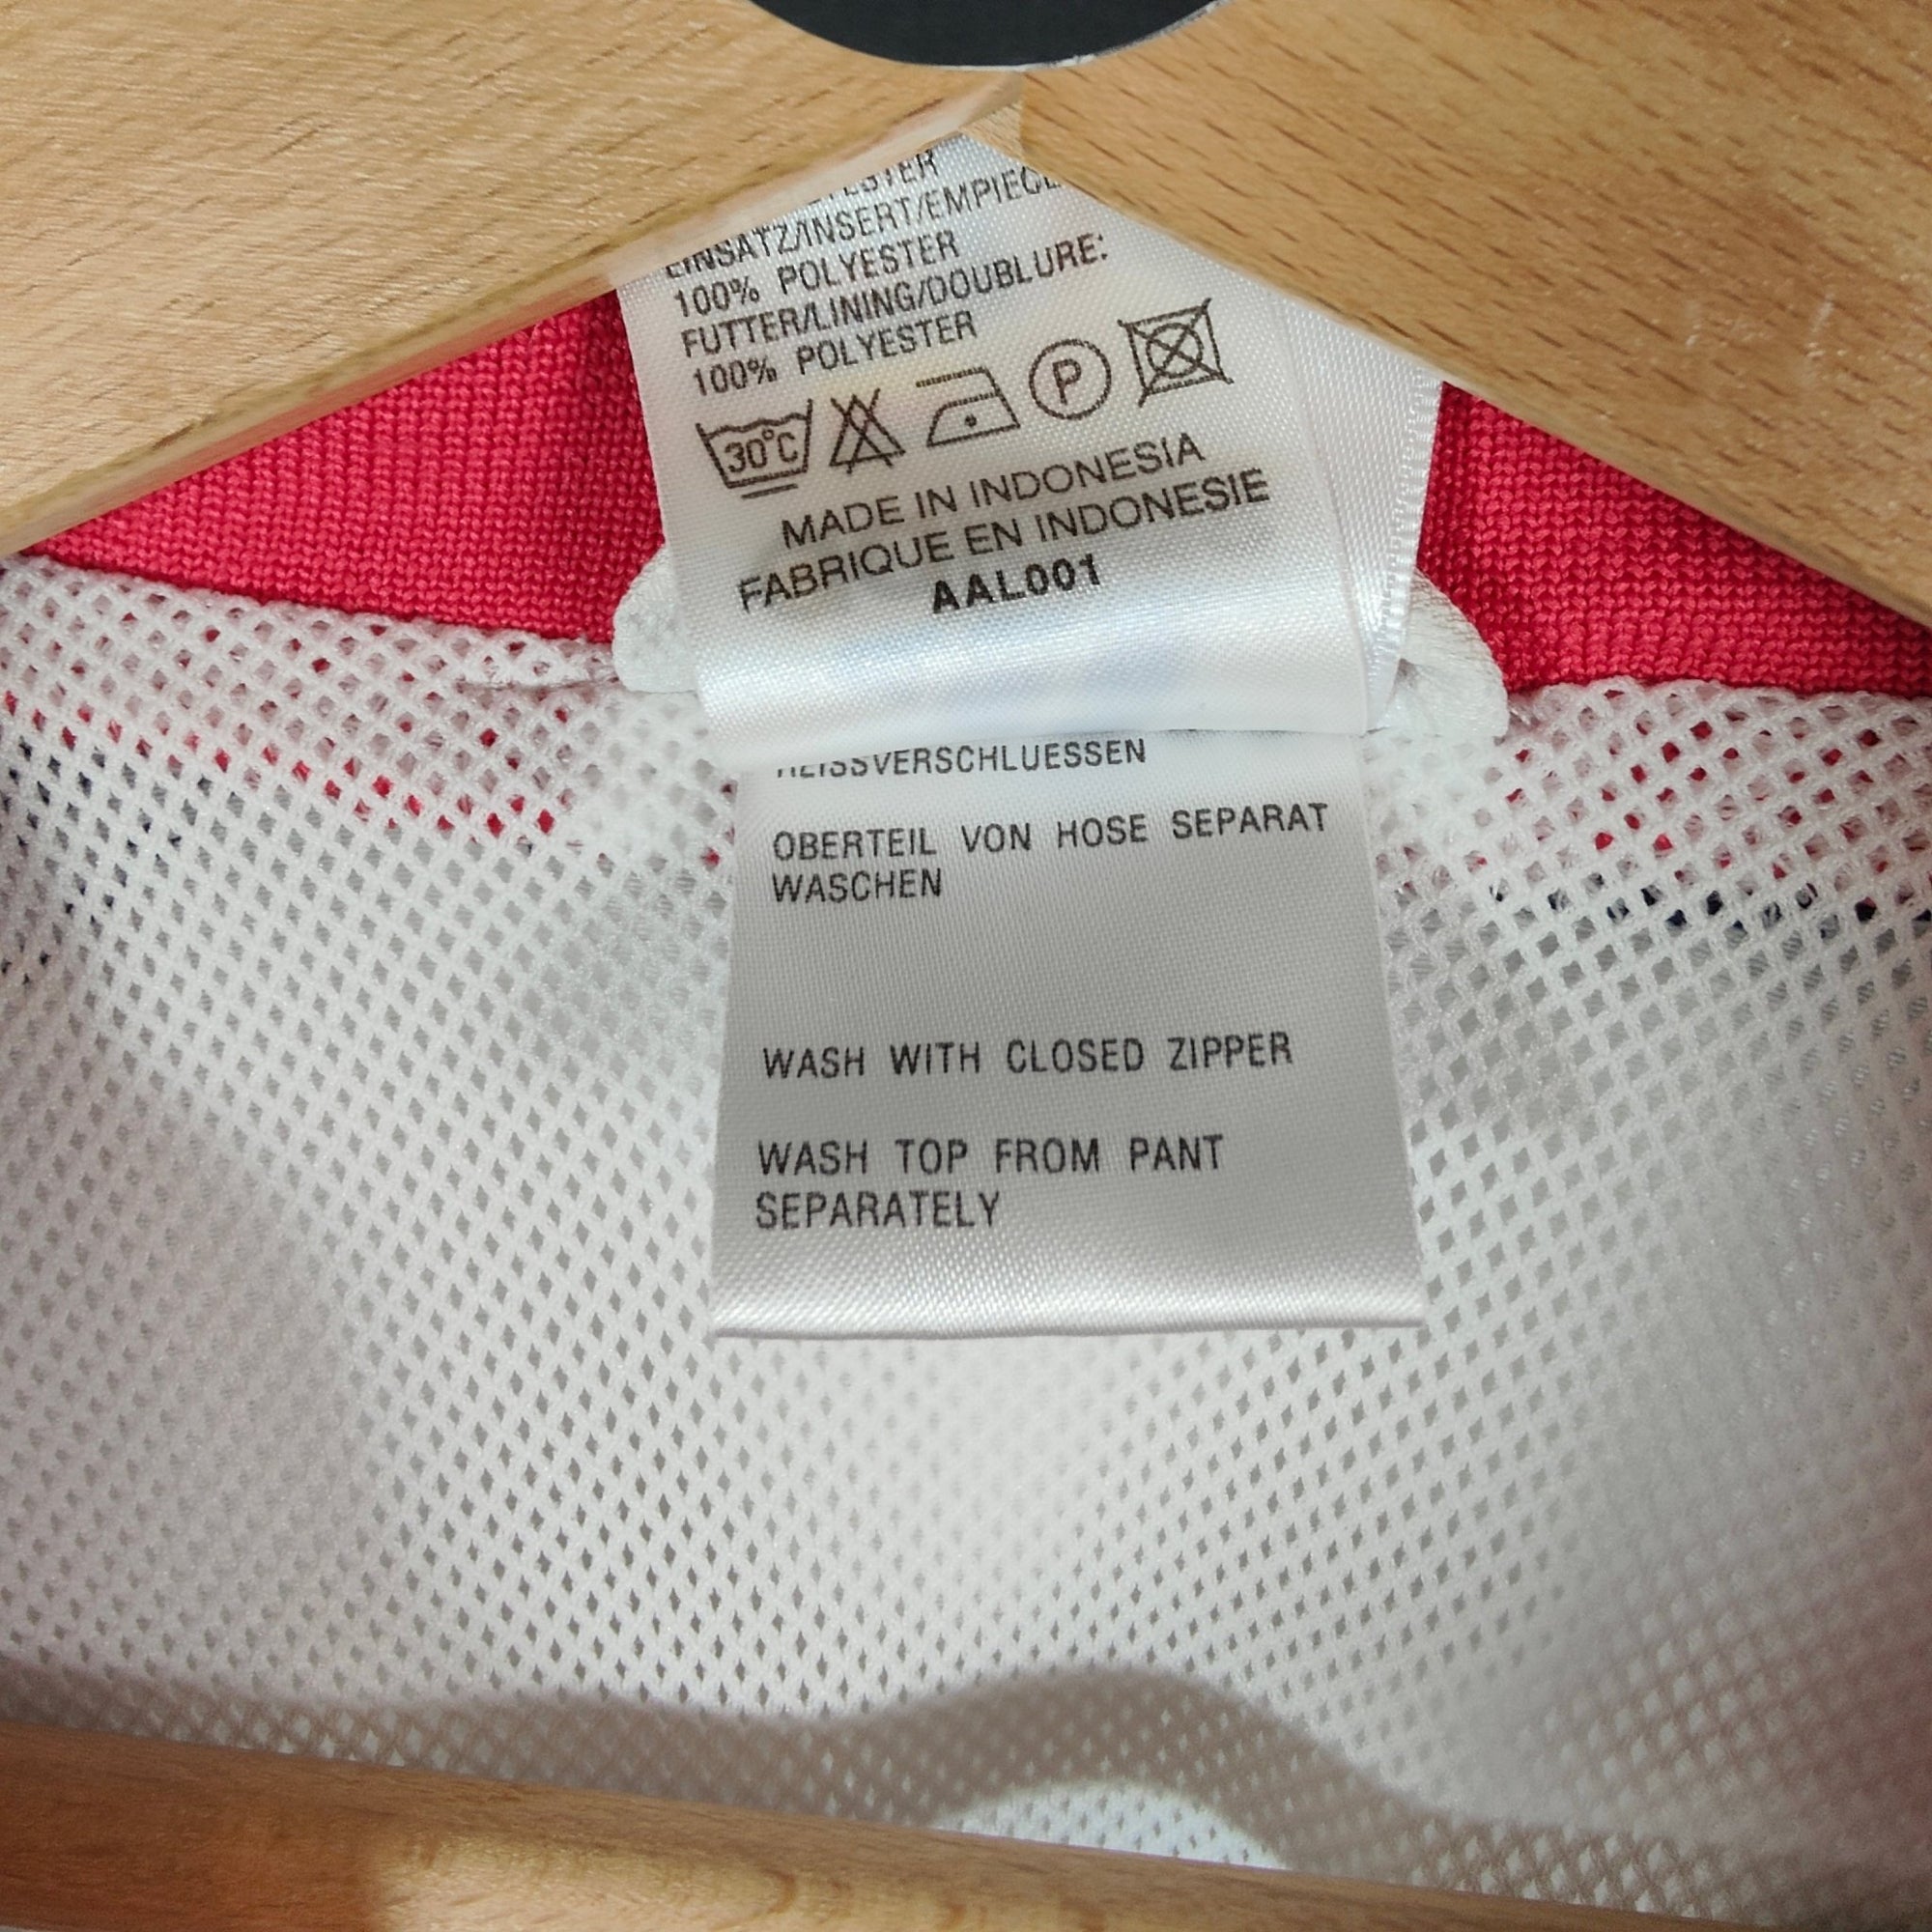 EINSATZ/INSERT/
100% POLYESTER
FUTTER/LINING/DOUBLURE:
100% POLYESTER
30°C P
MADE IN INDONESIA
FABRIQUE EN INDONESIE
AAL001
OBERTEIL VON HOSE SEPARAT
WASCHEN
WASH WITH CLOSED ZIPPER
WASH TOP FROM PANT
SEPARATELY